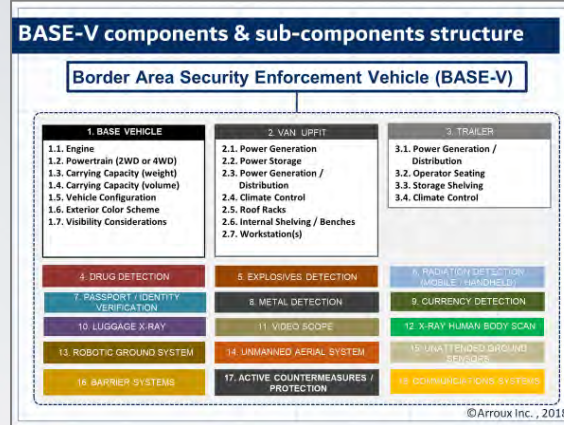 BASE-V components & sub-components structure
Border Area Security Enforcement Vehicle (BASE-V)
1. BASE VEHICLE
1.1. Engine
1.2. Powertrain (2WD or 4WD)
1.3. Carrying Capacity (weight)
1.4. Carrying Capacity (volume)
1.5. Vehicle Configuration
1.6. Exterior Color Scheme
1.7. Visibility Considerations
2. VAN UPFIT
2.1. Power Generation
2.2. Power Storage
2.3. Power Generation /
Distribution
2.4. Climate Control
2.5. Roof Racks
2.6. Internal Shelving / Benches
2.7. Workstation(s)
3. TRAILER
3.1. Power Generation /
Distribution
3.2. Operator Seating
3.3. Storage Shelving
3.4. Climate Control
4. DRUG DETECTION
5. EXPLOSIVES DETECTION
6. RADIATION DETECTION
(MOBILE / HANDHELD)
7. PASSPORT / IDENTITY
VERIFICATION
8. METAL DETECTION
9. CURRENCY DETECTION
10. LUGGAGE X-RAY
11. VIDEO SCOPE
12. X-RAY HUMAN BODY SCAN
13. ROBOTIC GROUND SYSTEM
14. UNMANNED AERIAL SYSTEM
15. UNATTENDED GROUND
SENSORS
16. BARRIER SYSTEMS
17. ACTIVE COUNTERMEASURES /
PROTECTION
18. COMMUNICATIONS SYSTEMS
©Arroux Inc. , 2018